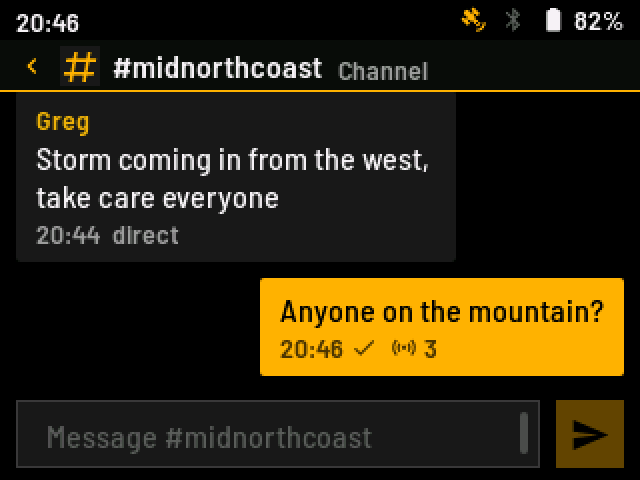 20:46
82%
#midnorthcoast Channel
Greg
Storm coming in from the west,
take care everyone
20:44 direct
Anyone on the mountain?
20:46 ✓ 3
Message #midnorthcoast